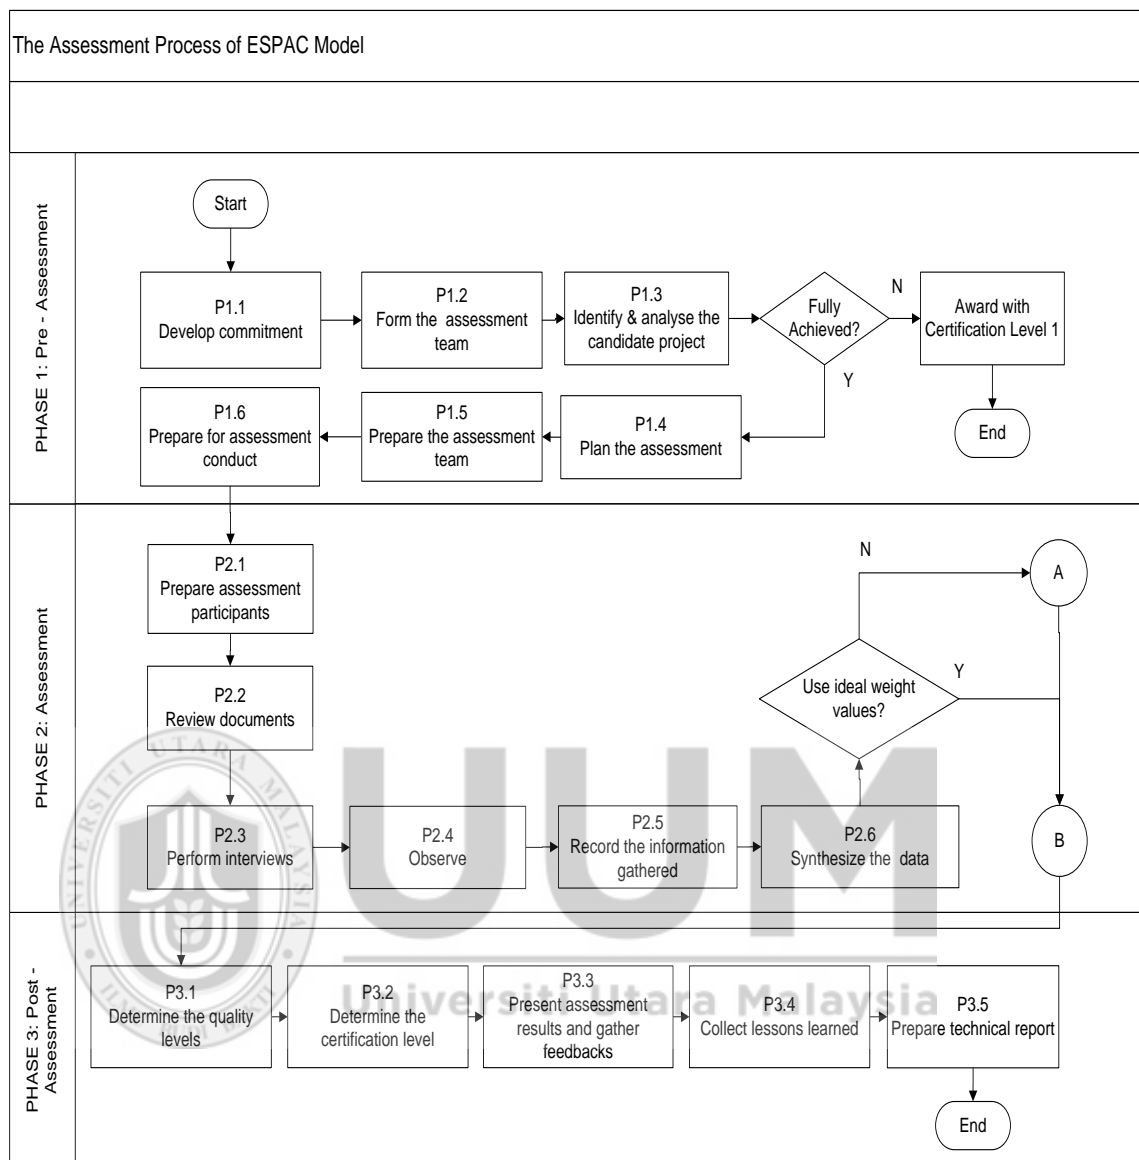 The Assessment Process of ESPAC Model
PHASE 1: Pre - Assessment
Start
P1.1
Develop commitment
P1.2
Form the assessment
team
P1.3
Identify & analyse the
candidate project
Fully
Achieved?
N
Award with
Certification Level 1
Y
End
P1.6
Prepare for assessment
conduct
P1.5
Prepare the assessment
team
P1.4
Plan the assessment
PHASE 2: Assessment
P2.1
Prepare assessment
participants
N
A
P2.2
Review documents
Use ideal weight
values?
Y
P2.3
Perform interviews
P2.4
Observe
P2.5
Record the information
gathered
P2.6
Synthesize the data
B
UNIVERSITI UTARA MALAYSIA
UUM
Universiti Utara Malaysia
PHASE 3: Post -
Assessment
P3.1
Determine the quality
levels
P3.2
Determine the
certification level
P3.3
Present assessment
results and gather
feedbacks
P3.4
Collect lessons learned
P3.5
Prepare technical report
End